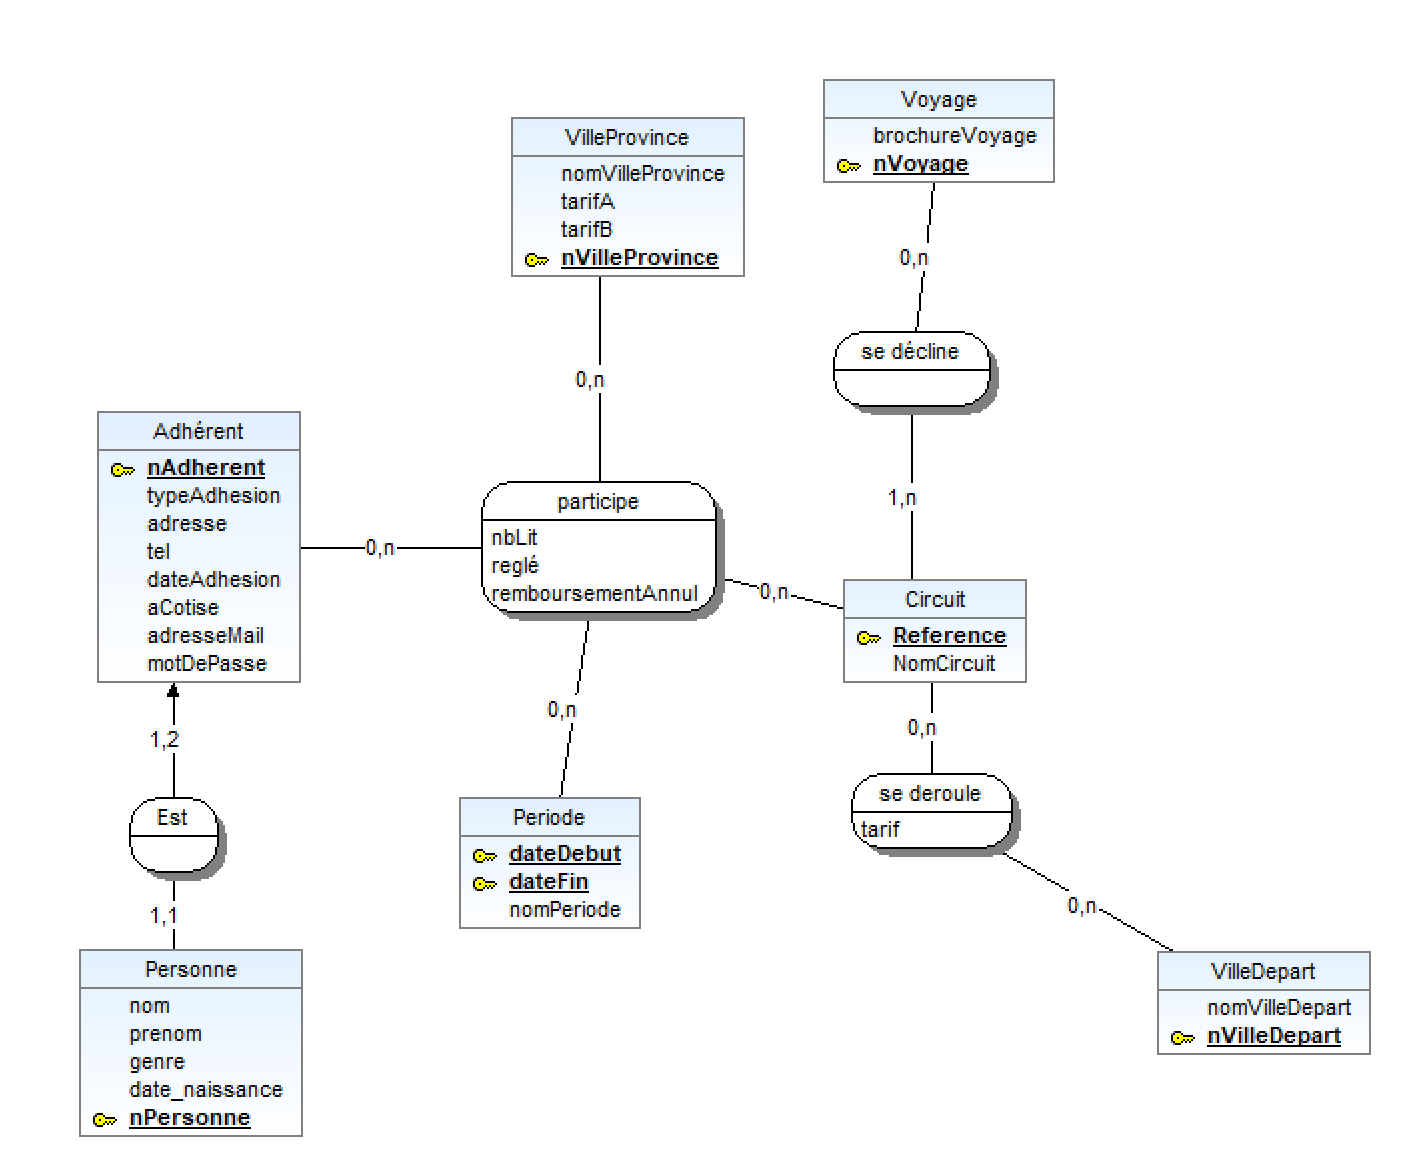 Voyage
brochureVoyage
nVoyage
VilleProvince
nomVilleProvince
tarifA
tarifB
nVilleProvince
0,n
se décline
0,n
Adhérent
nAdherent
typeAdhesion
adresse
tel
dateAdhesion
aCotise
adresseMail
motDePasse
0,n
participe
nbLit
reglé
remboursementAnnul
1,n
0,n
Circuit
Reference
NomCircuit
0,n
0,n
1,2
Est
1,1
Periode
dateDebut
dateFin
nomPeriode
se deroule
tarif
0,n
Personne
nom
prenom
genre
date_naissance
nPersonne
VilleDepart
nomVilleDepart
nVilleDepart